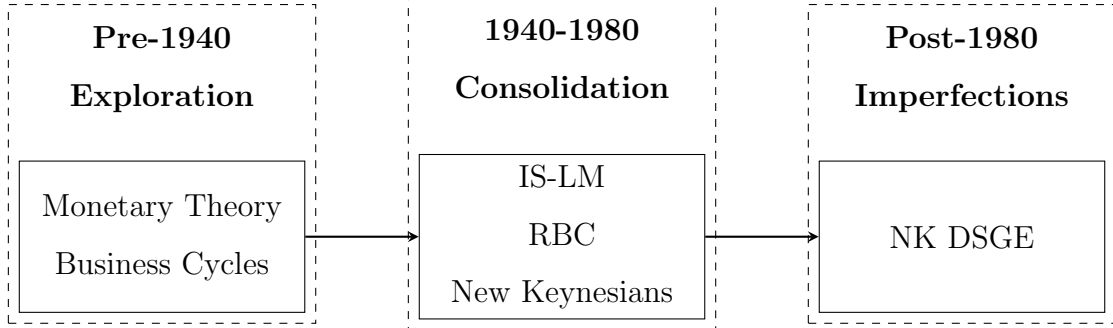 Pre-1940
Exploration
Monetary Theory
Business Cycles
1940-1980
Consolidation
IS-LM
RBC
New Keynesians
Post-1980
Imperfections
NK DSGE